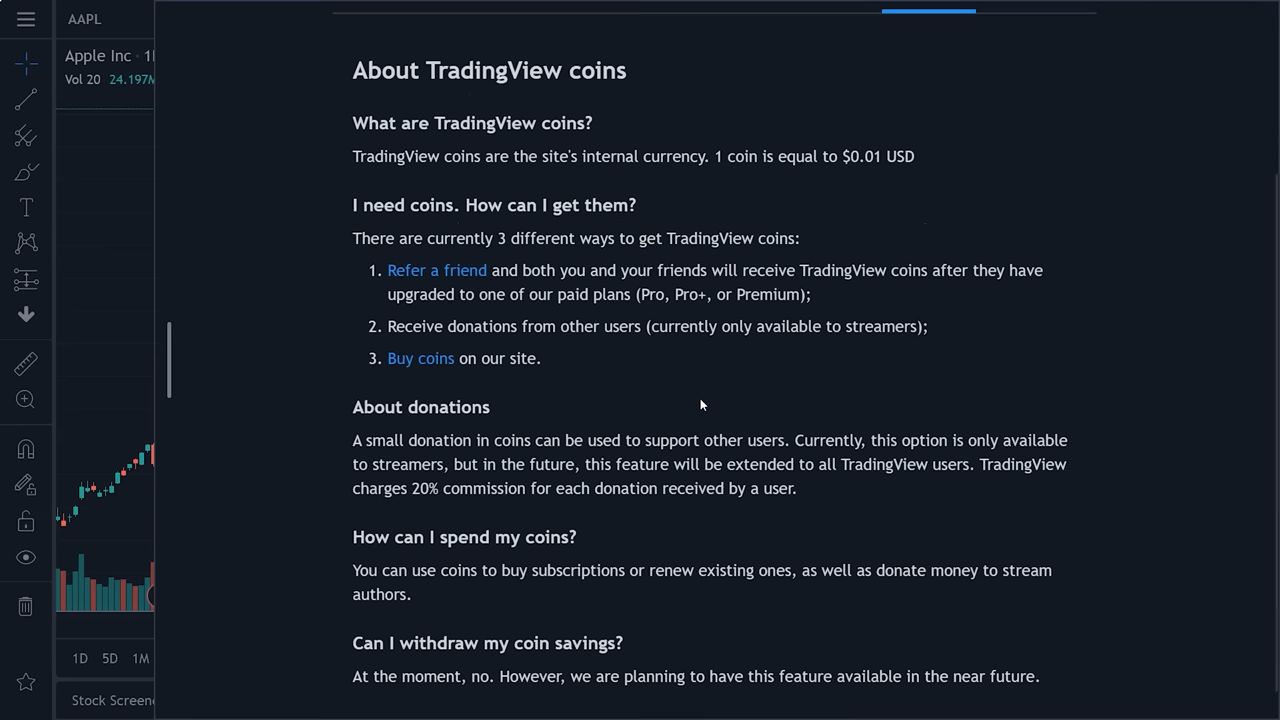 AAPL
Apple Inc · 1
Vol 20 24.197M
About TradingView coins
What are TradingView coins?
TradingView coins are the site's internal currency. 1 coin is equal to $0.01 USD
I need coins. How can I get them?
There are currently 3 different ways to get TradingView coins:
1. Refer a friend and both you and your friends will receive TradingView coins after they have
upgraded to one of our paid plans (Pro, Pro+, or Premium);
2. Receive donations from other users (currently only available to streamers);
3. Buy coins on our site.
About donations
A small donation in coins can be used to support other users. Currently, this option is only available
to streamers, but in the future, this feature will be extended to all TradingView users. TradingView
charges 20% commission for each donation received by a user.
How can I spend my coins?
You can use coins to buy subscriptions or renew existing ones, as well as donate money to stream
authors.
Can I withdraw my coin savings?
At the moment, no. However, we are planning to have this feature available in the near future.
1D 5D 1M
Stock Screene